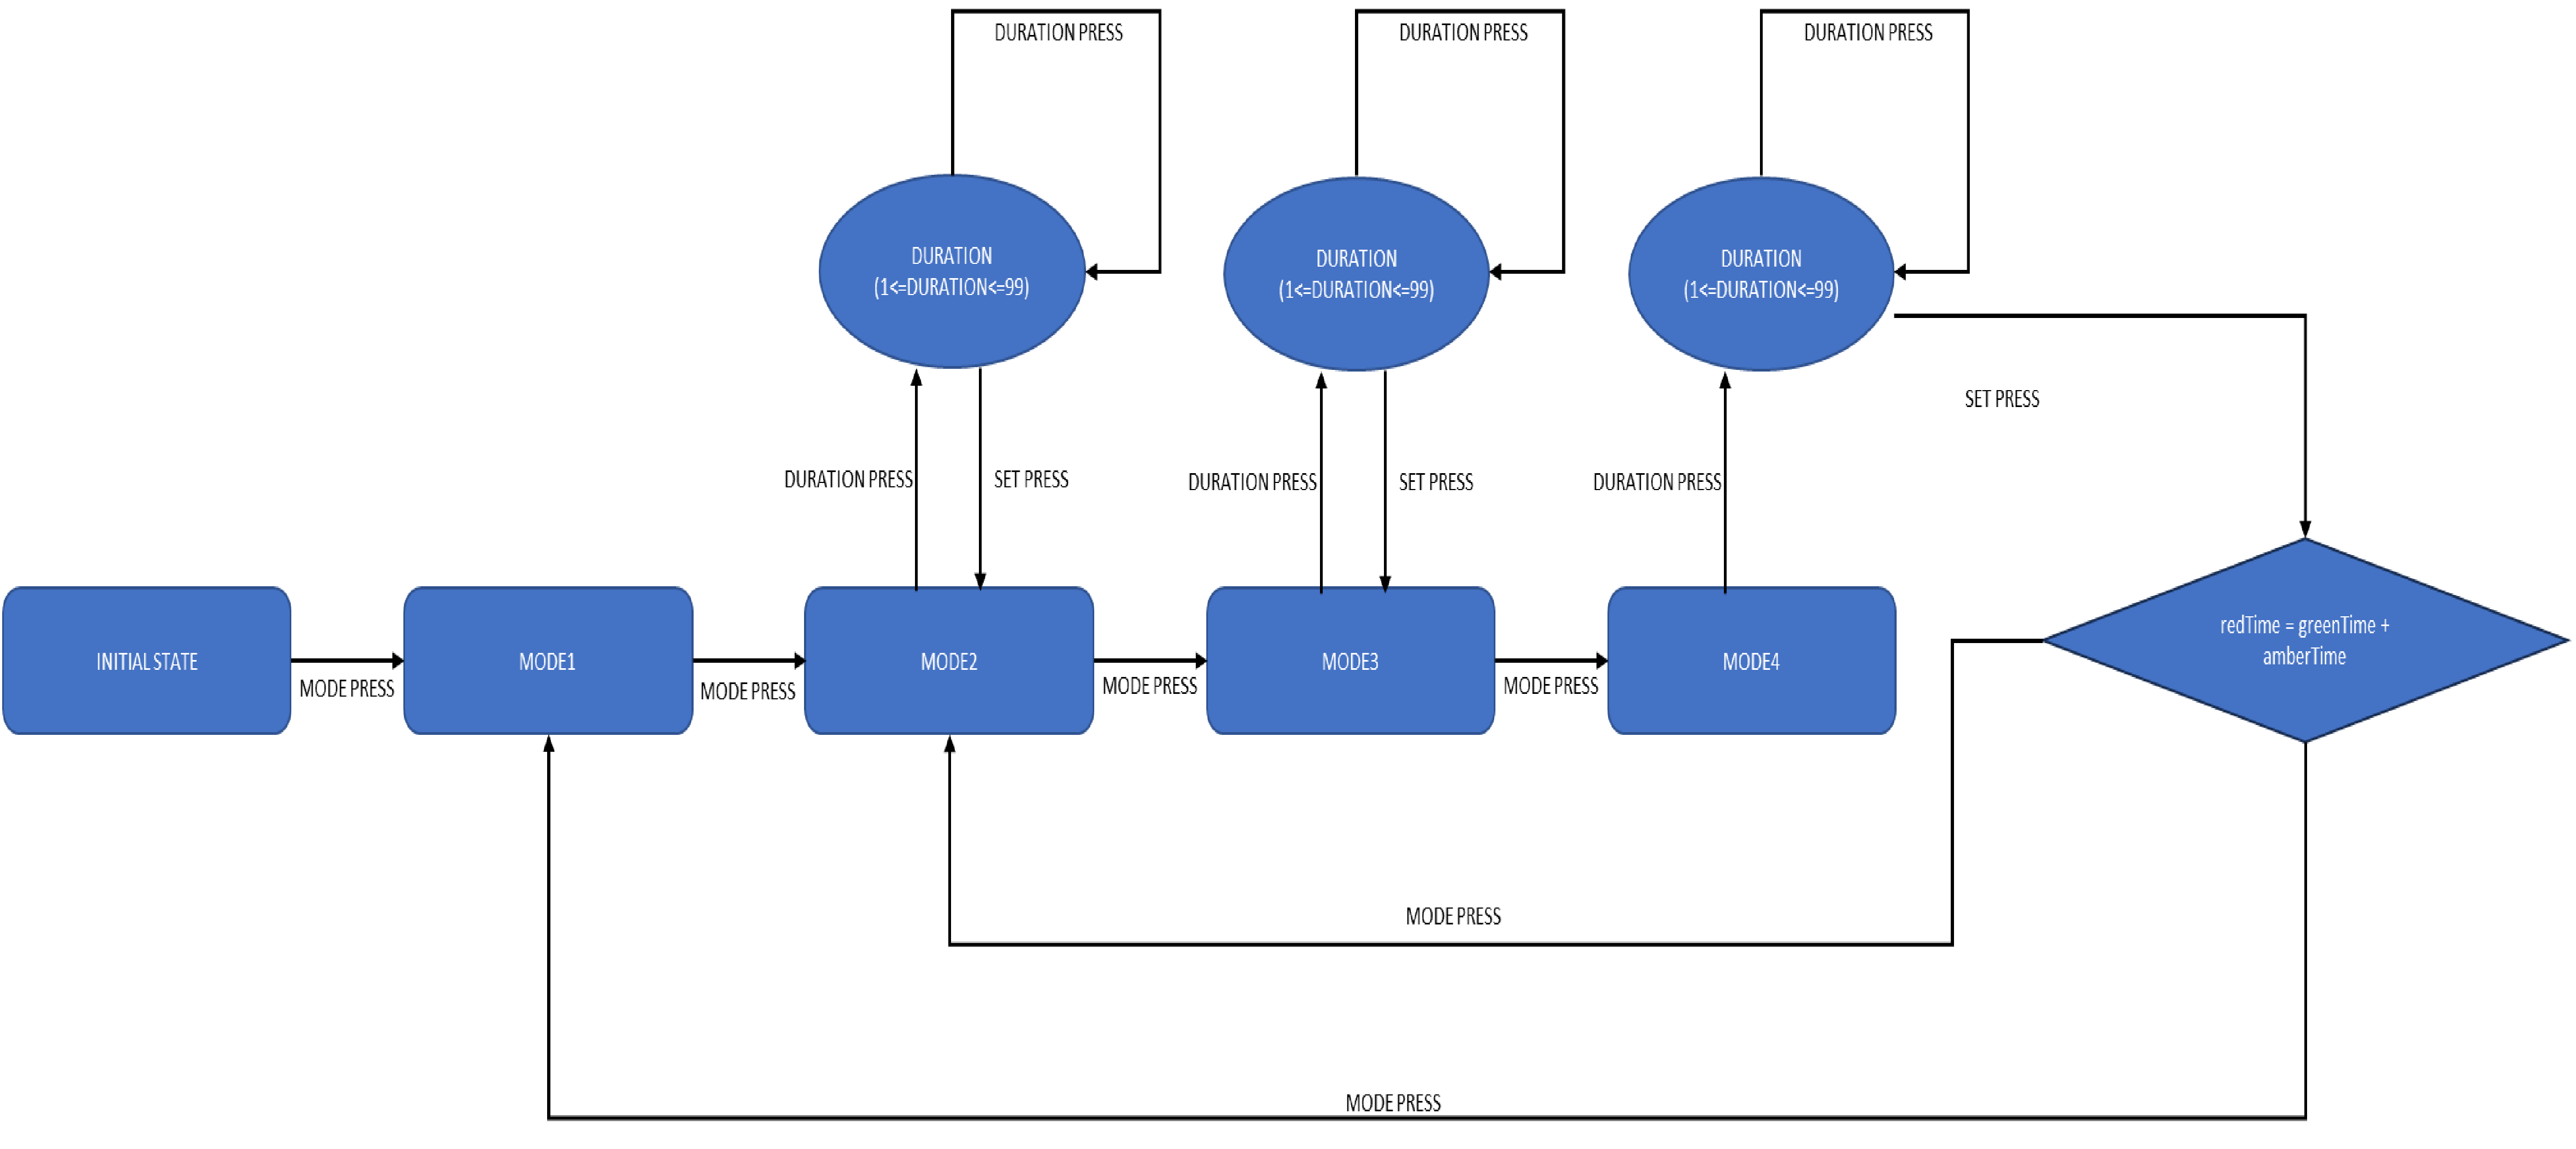 DURATION PRESS
DURATION PRESS
DURATION PRESS
DURATION
(1<=DURATION<=99)
DURATION
(1<=DURATION<=99)
DURATION
(1<=DURATION<=99)
SET PRESS
DURATION PRESS
SET PRESS
DURATION PRESS
SET PRESS
DURATION PRESS
redTime = greenTime +
amberTime
INITIAL STATE
MODE PRESS
MODE1
MODE PRESS
MODE2
MODE PRESS
MODE3
MODE PRESS
MODE4
MODE PRESS
MODE PRESS